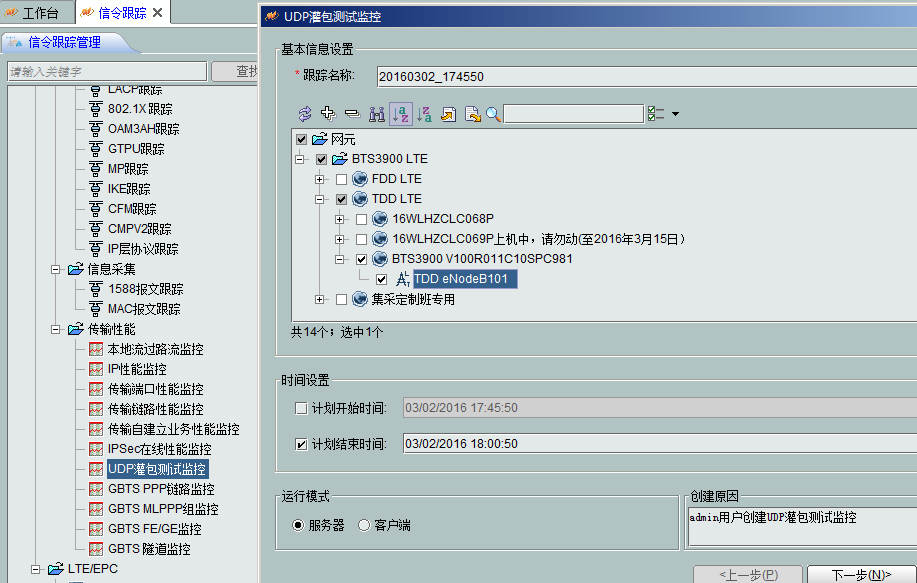 工作台
信令跟踪
信令跟踪管理
请输入关键字
查找
LACP跟踪
802.1X跟踪
OAM3AH跟踪
GTPU跟踪
MP跟踪
IKE跟踪
CFM跟踪
CMPV2跟踪
IP层协议跟踪
信息采集
1588报文跟踪
MAC报文跟踪
传输性能
本地流过路流监控
IP性能监控
传输端口性能监控
传输链路性能监控
传输自建立业务性能监控
IPSec在线性能监控
UDP灌包测试监控
GBTS PPP链路监控
GBTS MLPPP组监控
GBTS FE/GE监控
GBTS 隧道监控
LTE/EPC
UDP灌包测试监控
基本信息设置
* 跟踪名称:
20160302_174550
网元
BTS3900 LTE
FDD LTE
TDD LTE
16WLHZCLC068P
16WLHZCLC069P上机中，请勿动(至2016年3月15日）
BTS3900 V100R011C10SPC981
TDD eNodeB101
集采定制班专用
共14个；选中1个
时间设置
计划开始时间:
03/02/2016 17:45:50
计划结束时间:
03/02/2016 18:00:50
运行模式
服务器
客户端
创建原因
admin用户创建UDP灌包测试监控
<上一步(P)
下一步(N)>